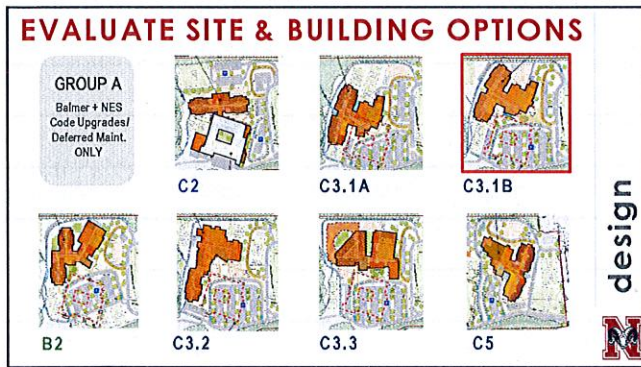 EVALUATE SITE & BUILDING OPTIONS
GROUP A
Balmer + NES
Code Upgrades/
Deferred Maint.
ONLY
C2
C3.1A
C3.1B
B2
C3.2
C3.3
C5
design
N